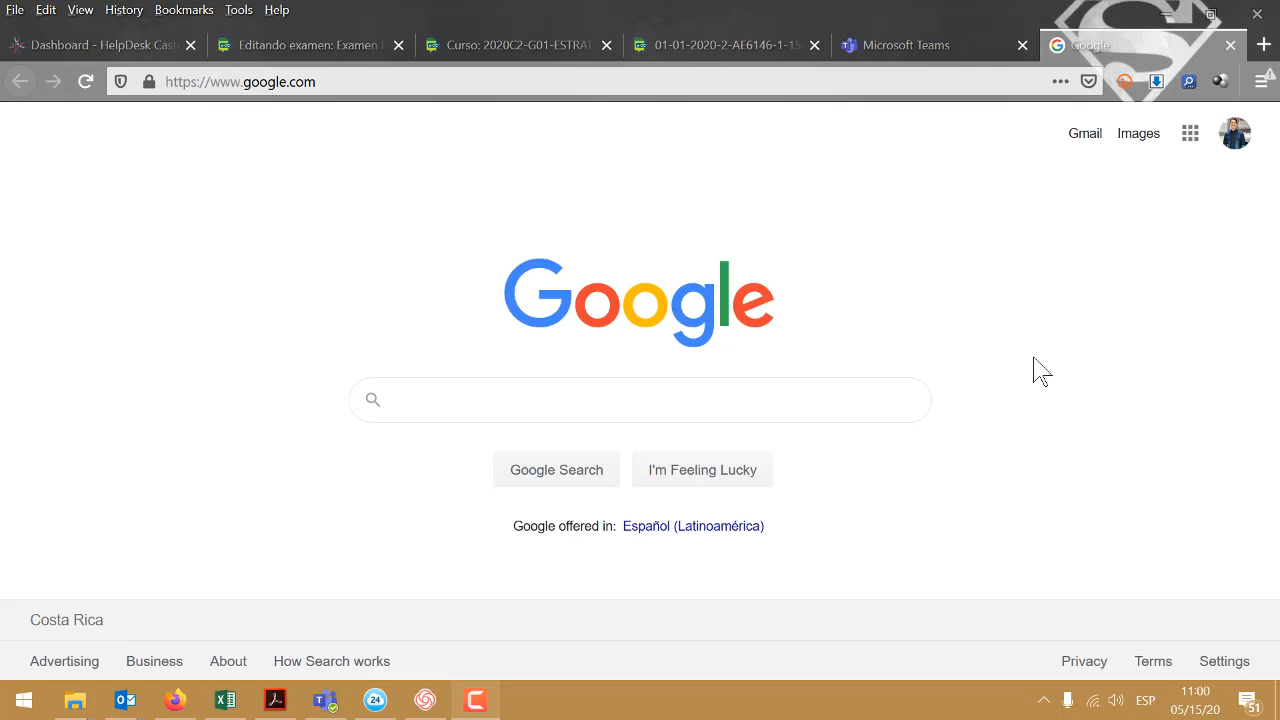 File Edit View History Bookmarks Tools Help
Dashboard - HelpDesk Caste
Editando examen: Examen
Curso: 2020C2-G01-ESTRA
01-01-2020-2-AE6146-1-
Microsoft Teams
Google
https://www.google.com
Gmail Images
Google
Google Search I'm Feeling Lucky
Google offered in: Español (Latinoamérica)
Costa Rica
Advertising Business About How Search works Privacy Terms Settings
24
ESP
11:00
05/15/20
51